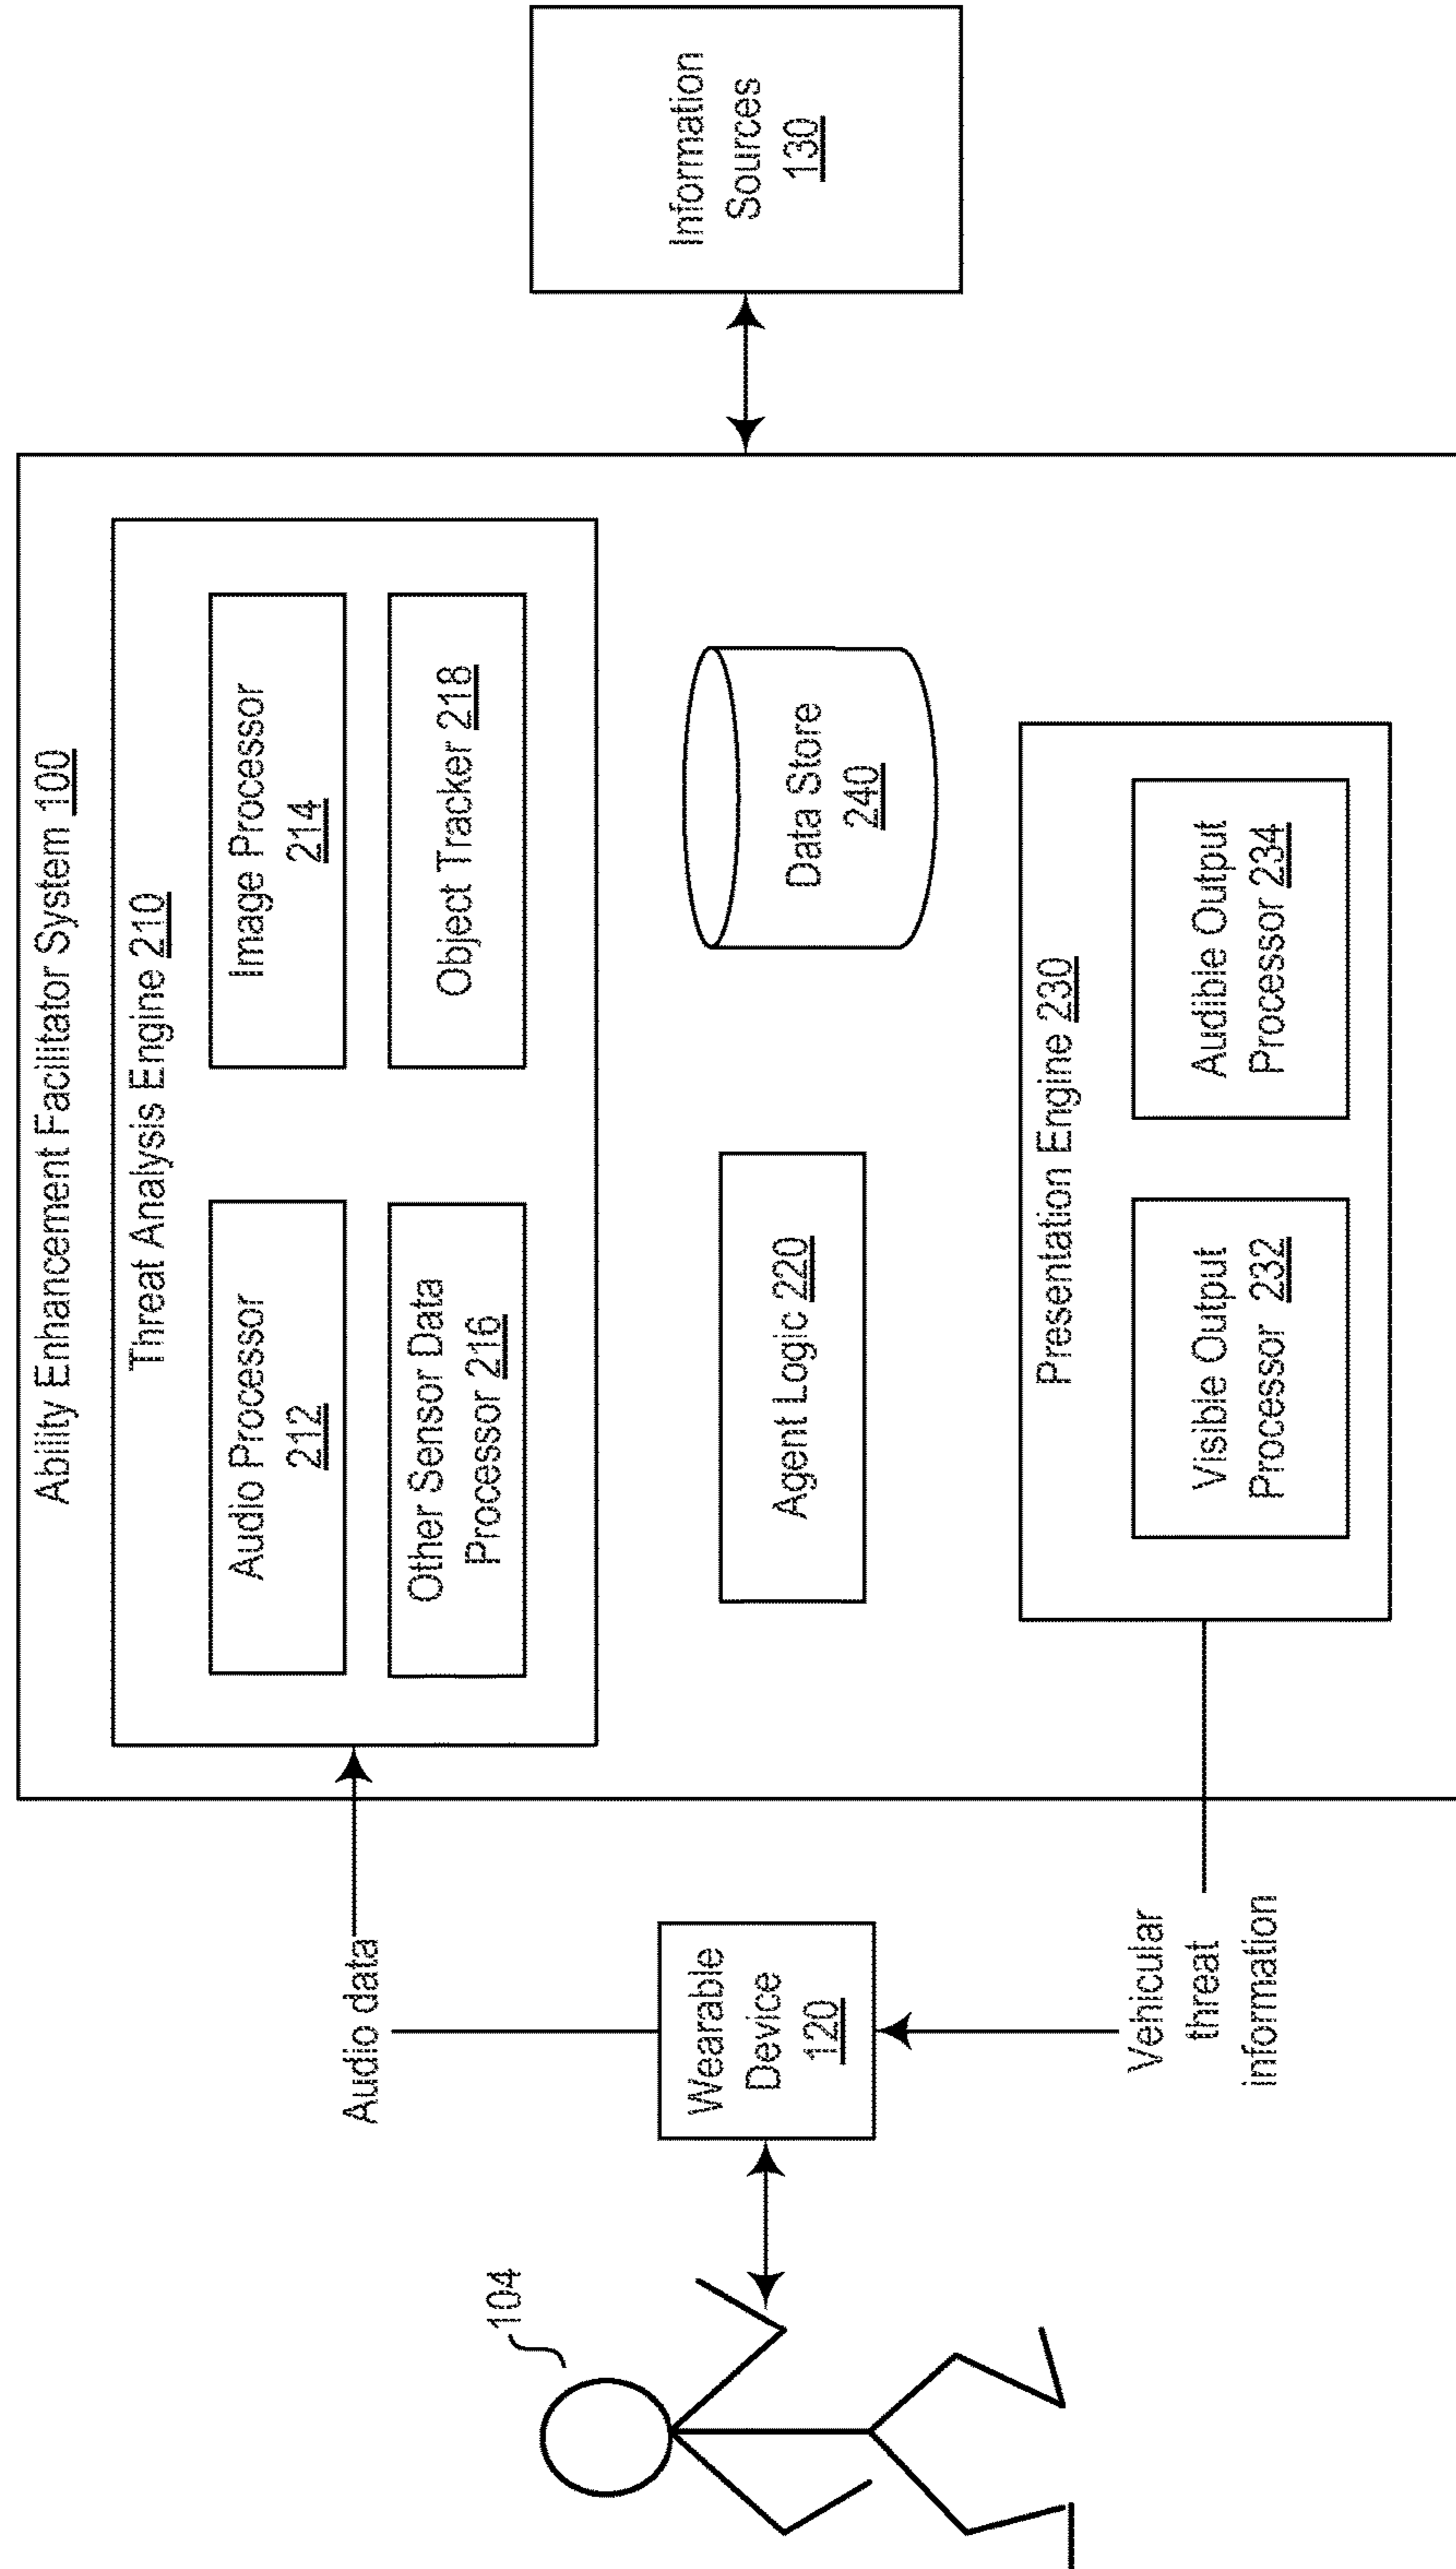 Ability Enhancement Facilitator System 100
Threat Analysis Engine 210
Audio Processor
212
Image Processor
214
Other Sensor Data
Processor 216
Object Tracker 218
Agent Logic 220
Data Store
240
Presentation Engine 230
Visible Output
Processor 232
Audible Output
Processor 234
Information
Sources
130
Audio data
Wearable
Device
120
Vehicular
threat
information
104